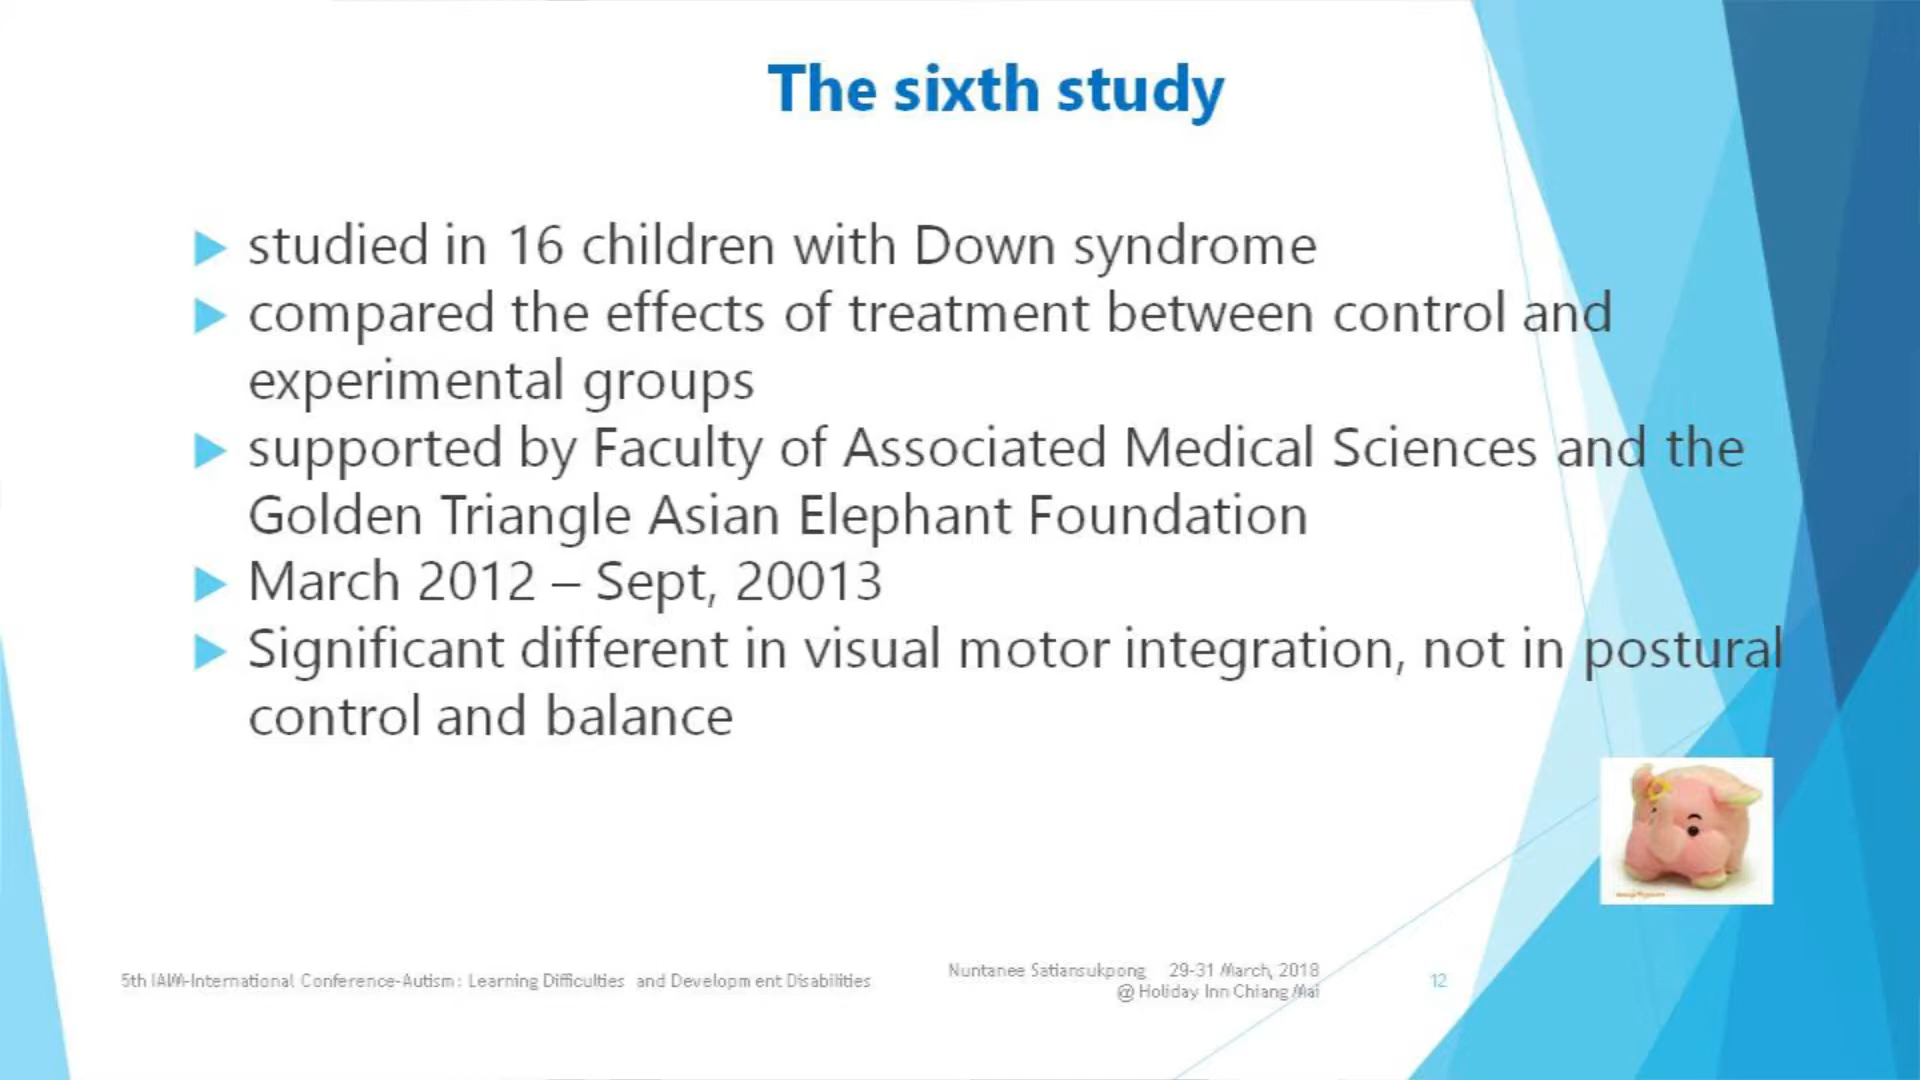 The sixth study
studied in 16 children with Down syndrome
compared the effects of treatment between control and
experimental groups
supported by Faculty of Associated Medical Sciences and the
Golden Triangle Asian Elephant Foundation
March 2012 – Sept, 20013
Significant different in visual motor integration, not in postural
control and balance
5th IALM-International Conference-Autism: Learning Difficulties and Development Disabilities
Nuntanee Satiansukpong 29-31 March, 2018
@ Holiday Inn Chiang Mai
12